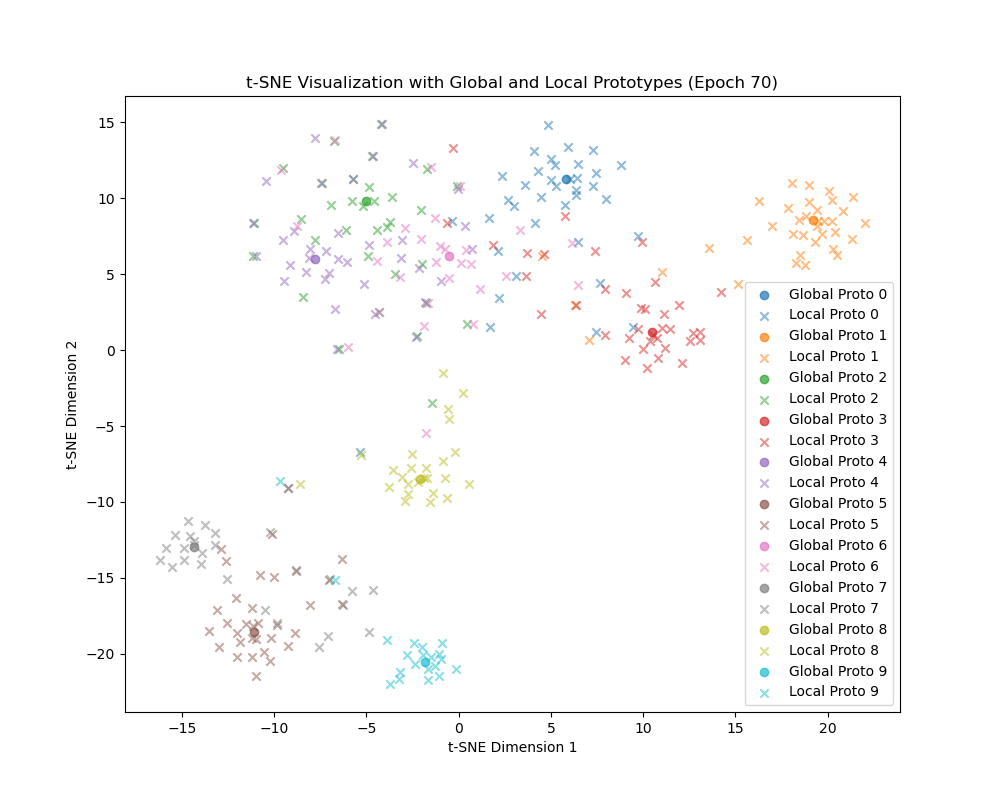 t-SNE Visualization with Global and Local Prototypes (Epoch 70)
15
10
5
0
−5
−10
−15
−20
t-SNE Dimension 2
Global Proto 0
Local Proto 0
Global Proto 1
Local Proto 1
Global Proto 2
Local Proto 2
Global Proto 3
Local Proto 3
Global Proto 4
Local Proto 4
Global Proto 5
Local Proto 5
Global Proto 6
Local Proto 6
Global Proto 7
Local Proto 7
Global Proto 8
Local Proto 8
Global Proto 9
Local Proto 9
−15 −10 −5 0 5 10 15 20
t-SNE Dimension 1